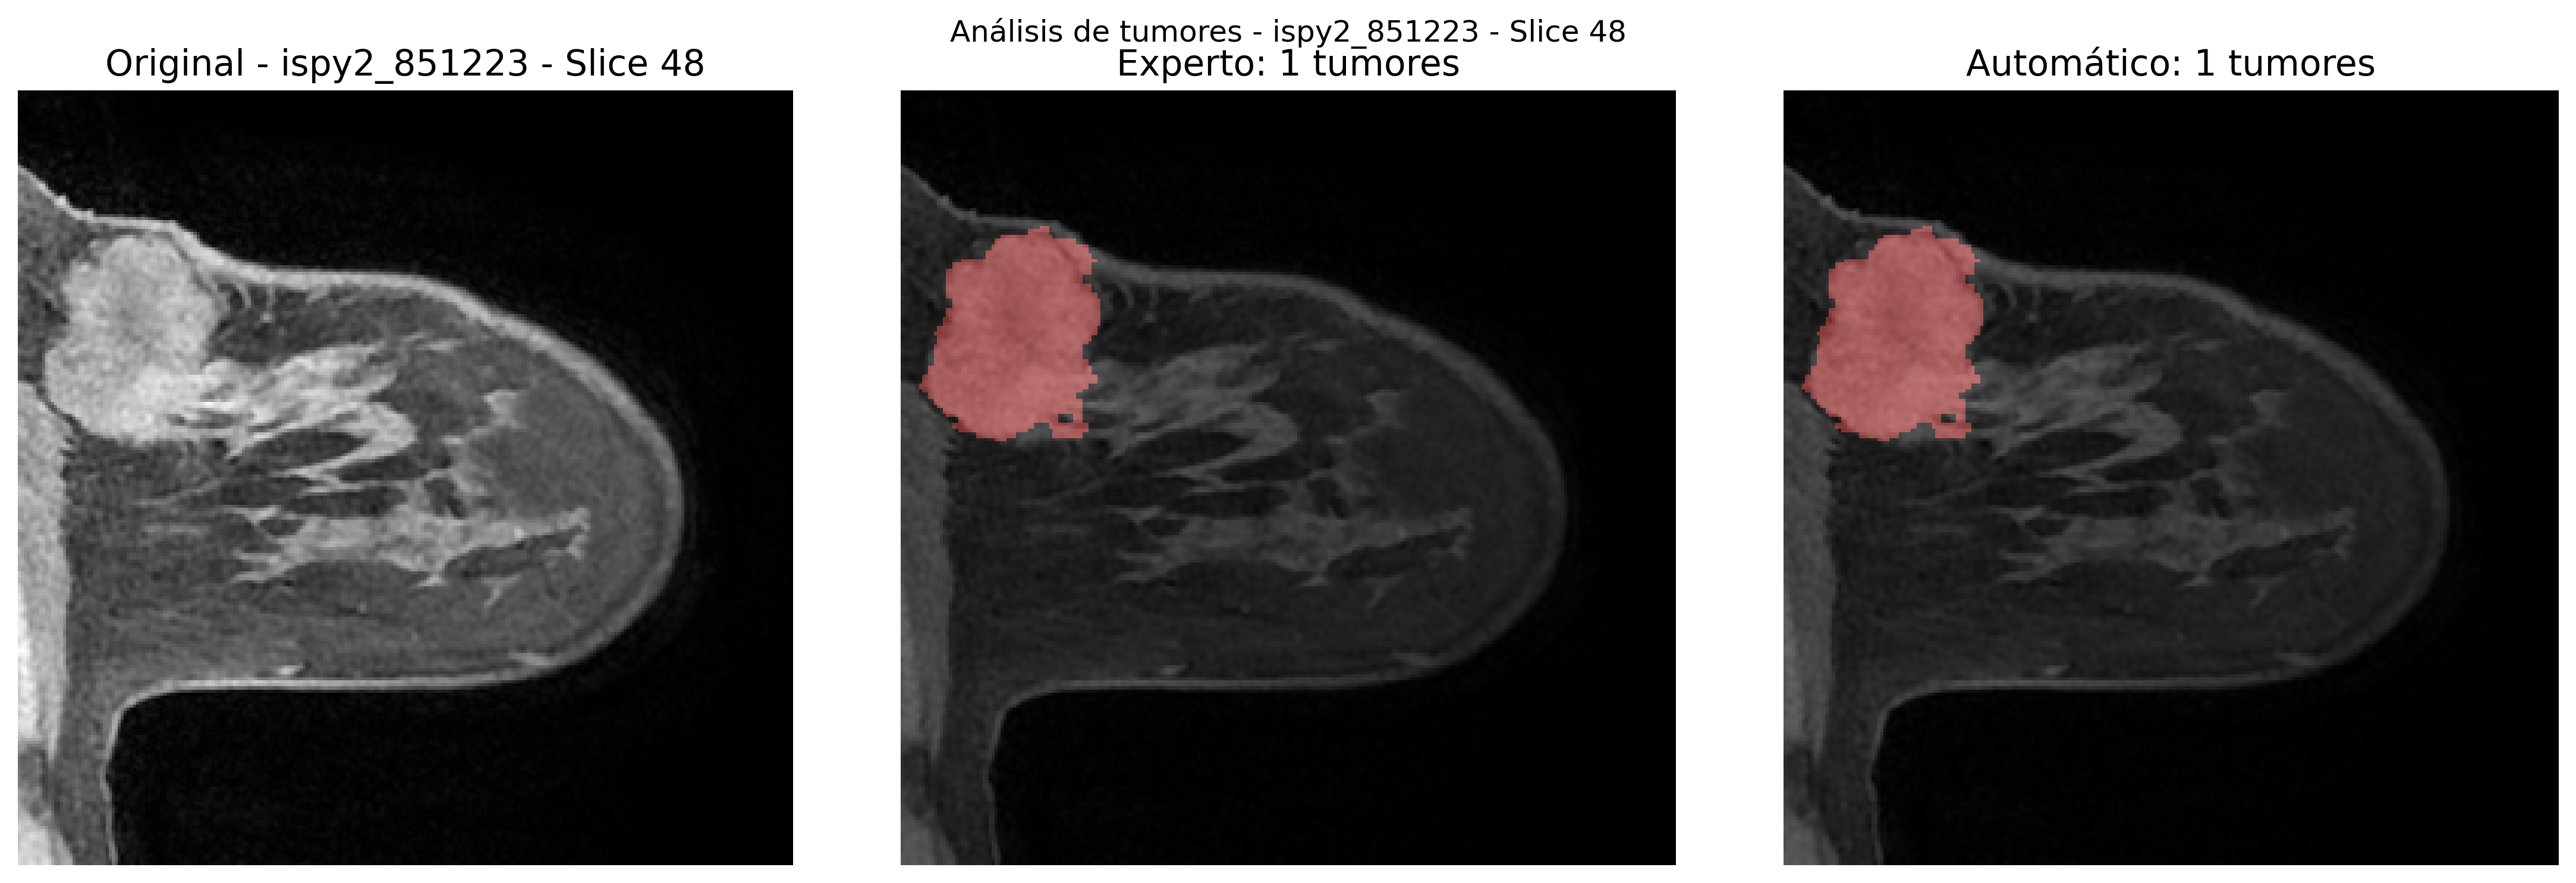 Análisis de tumores - ispy2_851223 - Slice 48
Original - ispy2_851223 - Slice 48
Experto: 1 tumores
Automático: 1 tumores